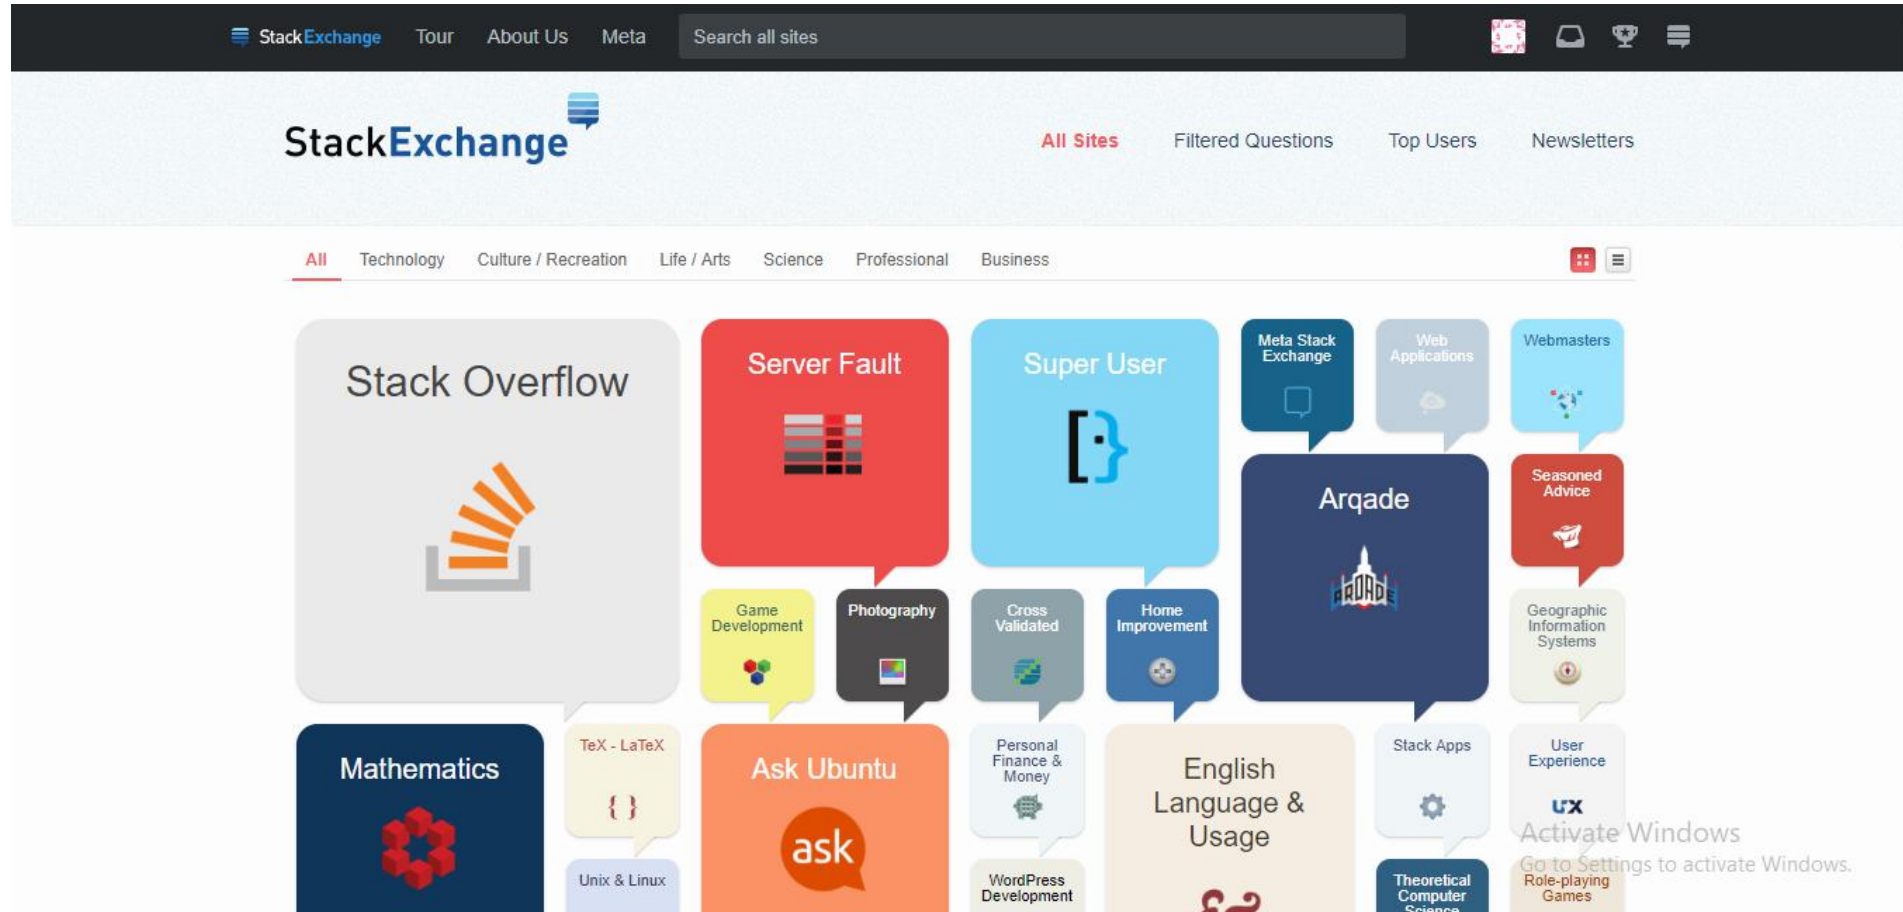 StackExchange Tour About Us Meta Search all sites
StackExchange
All Sites Filtered Questions Top Users Newsletters
All Technology Culture / Recreation Life / Arts Science Professional Business
Stack Overflow
Server Fault
Super User
Meta Stack
Exchange
Web
Applications
Webmasters
Arqade
ARQADE
Seasoned
Advice
Game
Development
Photography
Cross
Validated
Home
Improvement
Geographic
Information
Systems
Mathematics
TeX - LaTeX
{ }
Ask Ubuntu
ask
Personal
Finance &
Money
English
Language &
Usage
&
Stack Apps
User
Experience
UX
Activate Windows
Go to Settings to activate Windows.
Unix & Linux
WordPress
Development
Theoretical
Computer
Science
Role-playing
Games